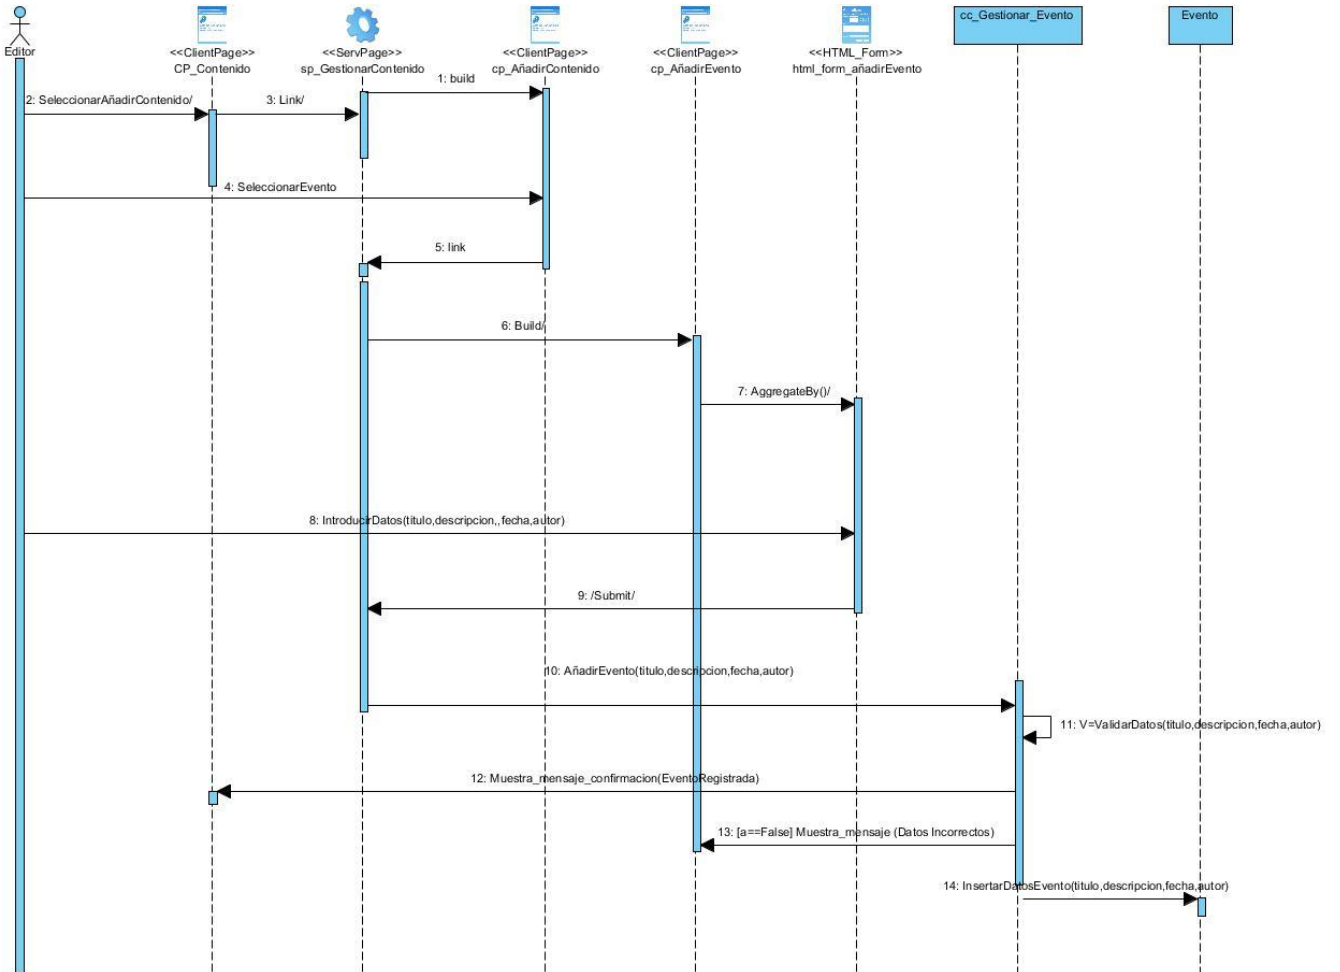 Editor
<<ClientPage>>
CP_Contenido
<<ServPage>>
sp_GestionarContenido
<<ClientPage>>
cp_AñadirContenido
<<ClientPage>>
cp_AñadirEvento
<<HTML_Form>>
html_form_añadirEvento
cc_Gestionar_Evento
Evento
1: build
2: SeleccionarAñadirContenido/
3: Link/
4: SeleccionarEvento
5: link
6: Build/
7: AggregateBy()/
8: IntroducirDatos(titulo,descripcion,,fecha,autor)
9: /Submit/
10: AñadirEvento(titulo,descripcion,fecha,autor)
11: V=ValidarDatos(titulo,descripcion,fecha,autor)
12: Muestra_mensaje_confirmacion(EventoRegistrada)
13: [a==False] Muestra_mensaje (Datos Incorrectos)
14: InsertarDatosEvento(titulo,descripcion,fecha,autor)